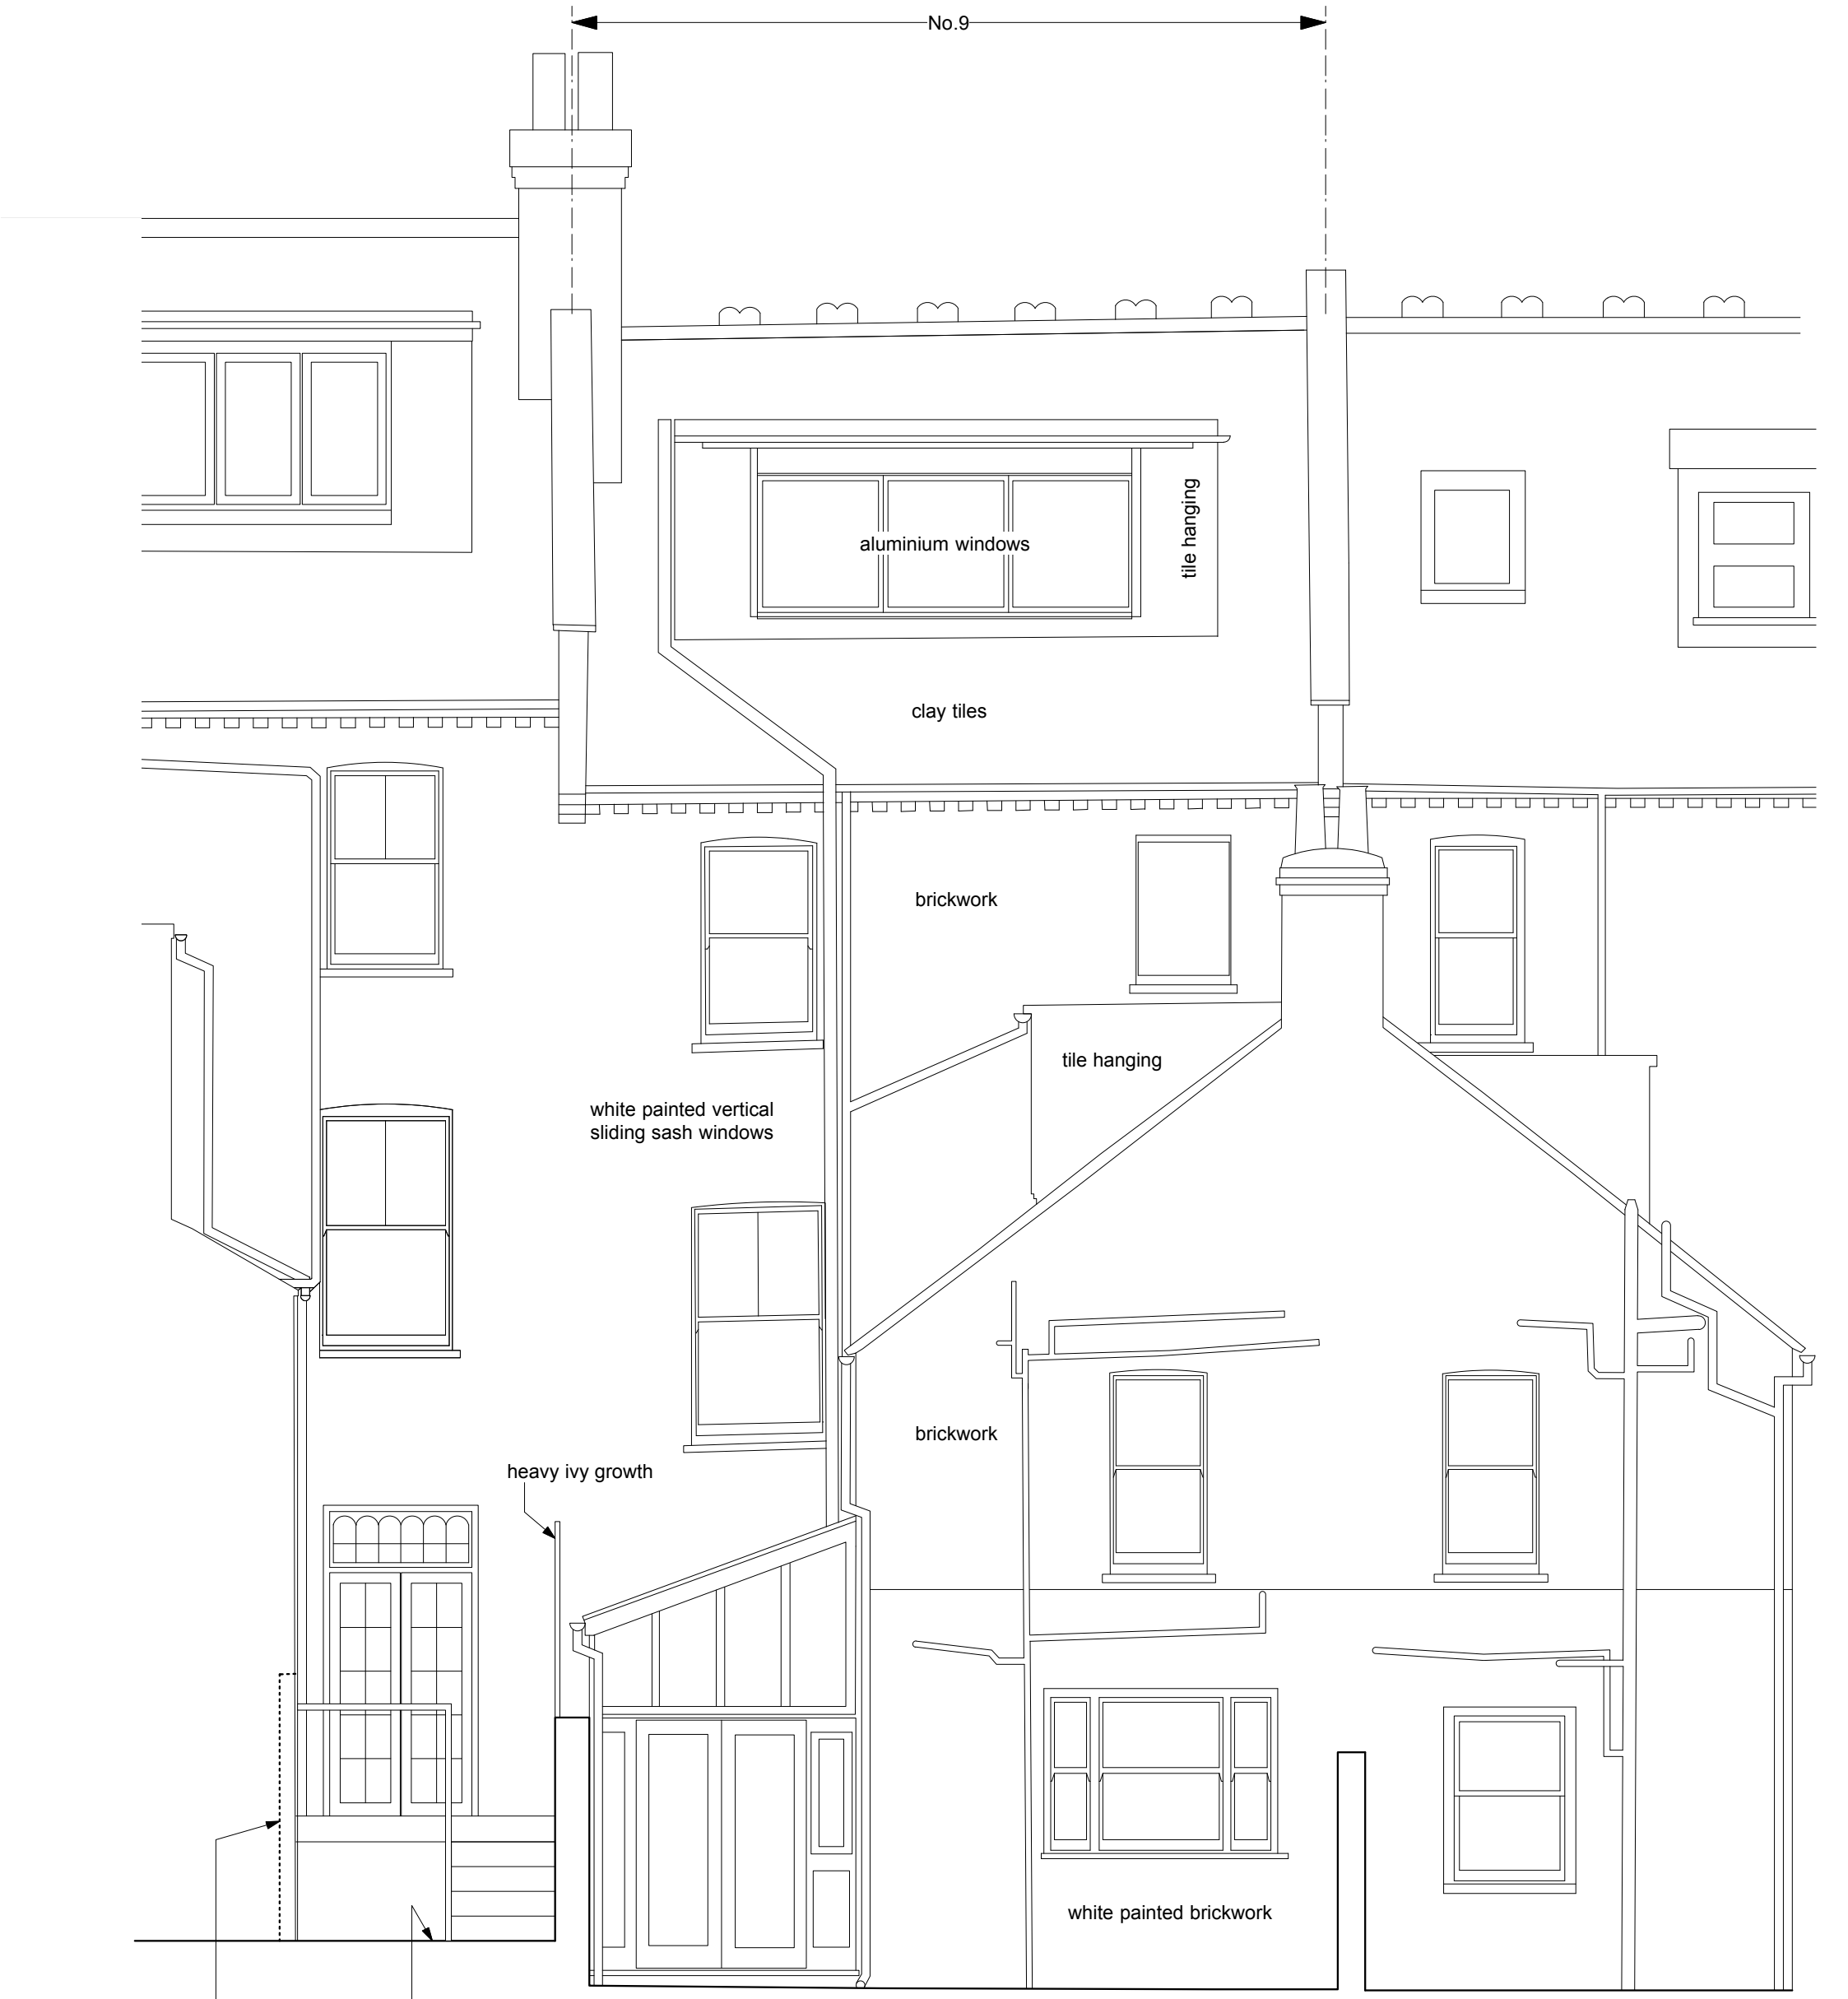 No.9
aluminium windows
tile hanging
clay tiles
brickwork
tile hanging
white painted vertical
sliding sash windows
brickwork
heavy ivy growth
white painted brickwork